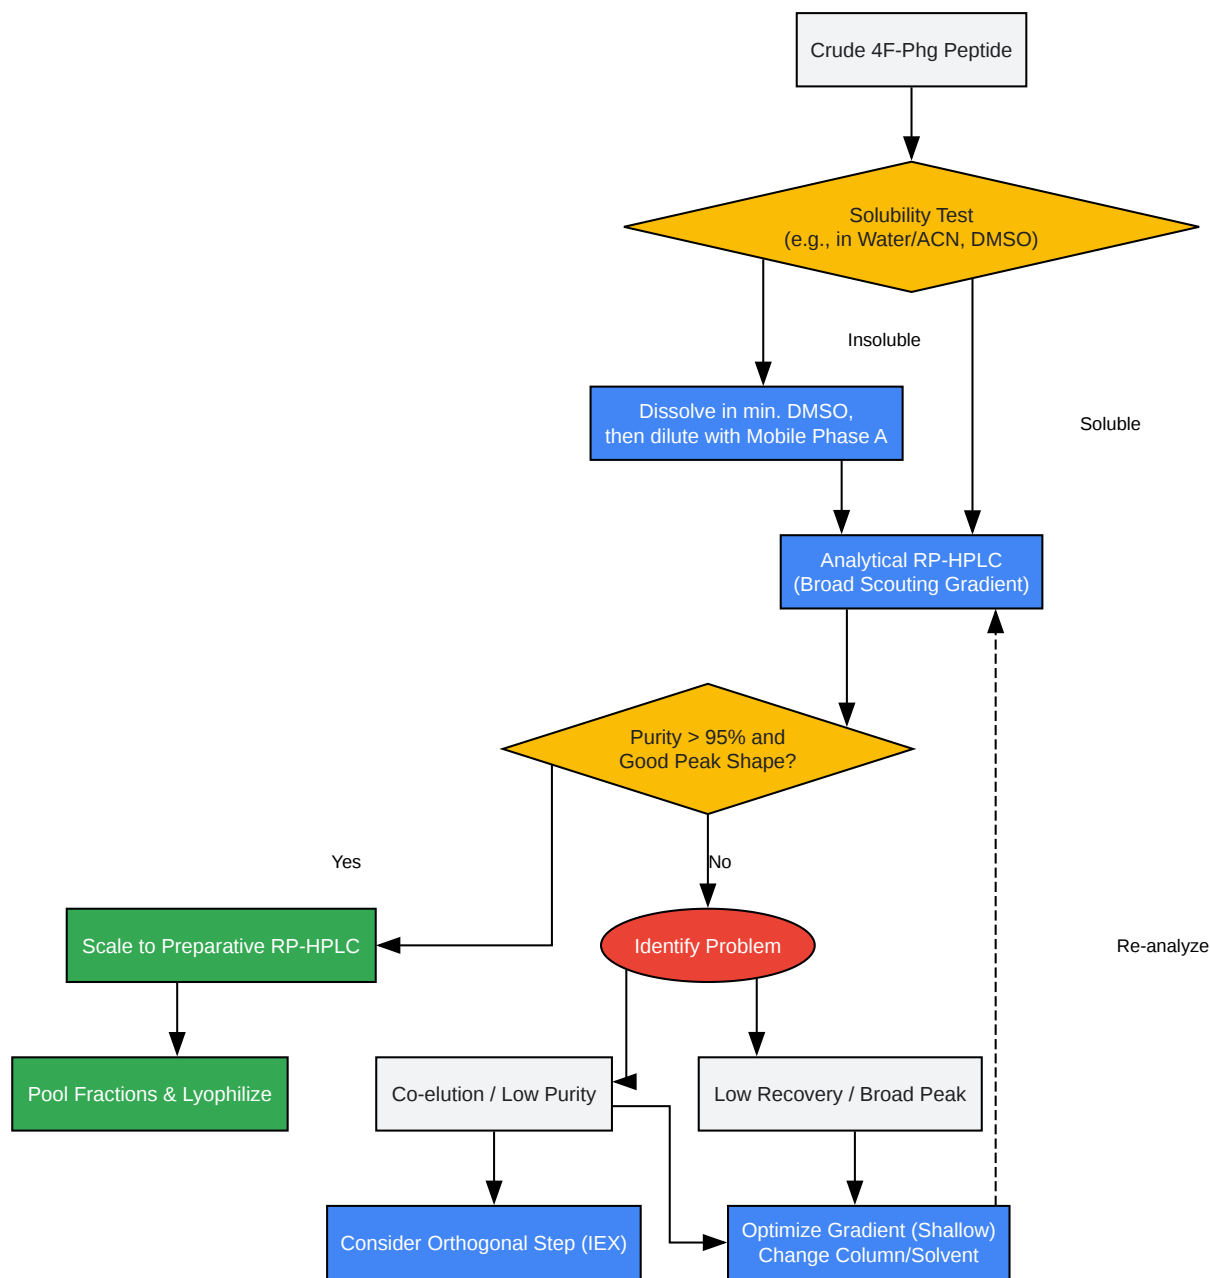 Crude 4F-Phg Peptide
Solubility Test
(e.g., in Water/ACN, DMSO)
Insoluble
Dissolve in min. DMSO,
then dilute with Mobile Phase A
Soluble
Analytical RP-HPLC
(Broad Scouting Gradient)
Purity > 95% and
Good Peak Shape?
Yes
No
Scale to Preparative RP-HPLC
Identify Problem
Re-analyze
Pool Fractions & Lyophilize
Co-elution / Low Purity
Low Recovery / Broad Peak
Consider Orthogonal Step (IEX)
Optimize Gradient (Shallow)
Change Column/Solvent